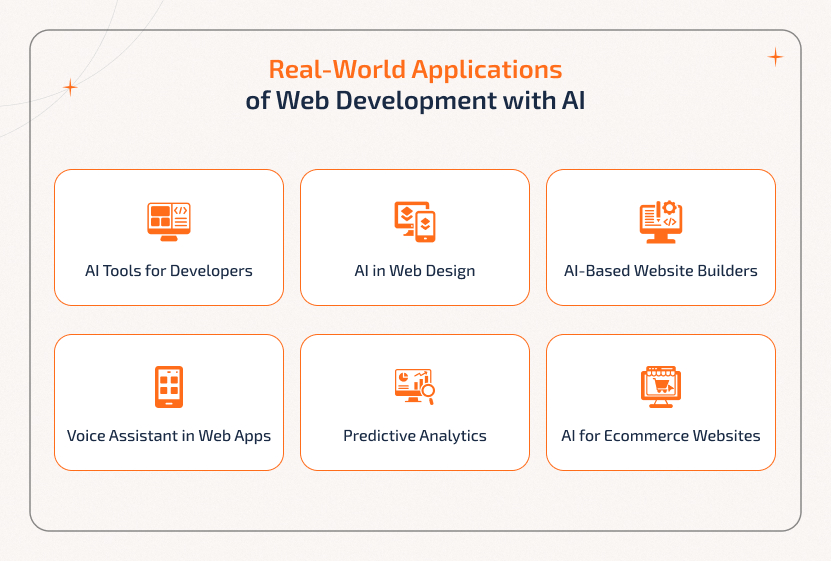 Real-World Applications
of Web Development with AI
AI Tools for Developers
AI in Web Design
AI-Based Website Builders
Voice Assistant in Web Apps
Predictive Analytics
AI for Ecommerce Websites